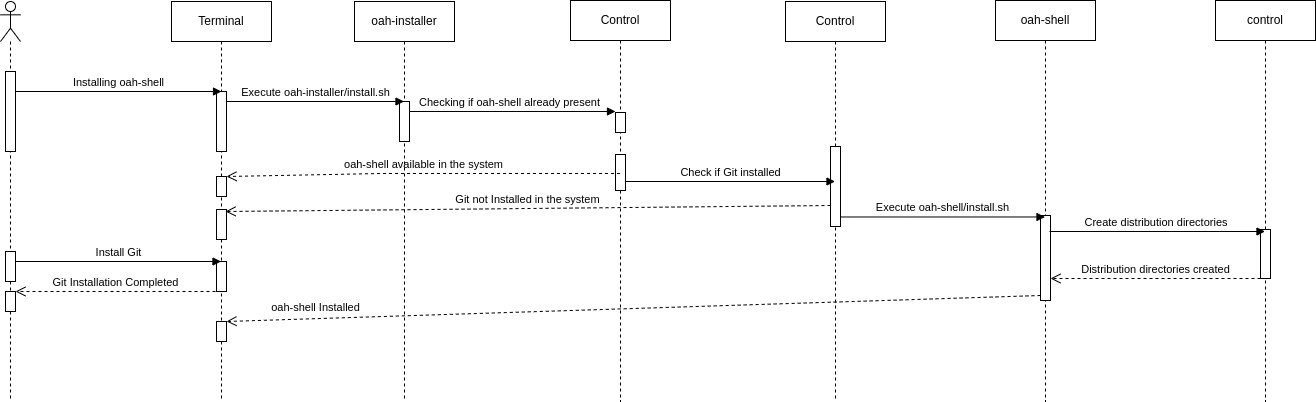 Terminal
oah-installer
Control
Control
oah-shell
control
Installing oah-shell
Execute oah-installer/install.sh
Checking if oah-shell already present
oah-shell available in the system
Check if Git installed
Git not Installed in the system
Execute oah-shell/install.sh
Create distribution directories
Install Git
Distribution directories created
Git Installation Completed
oah-shell Installed